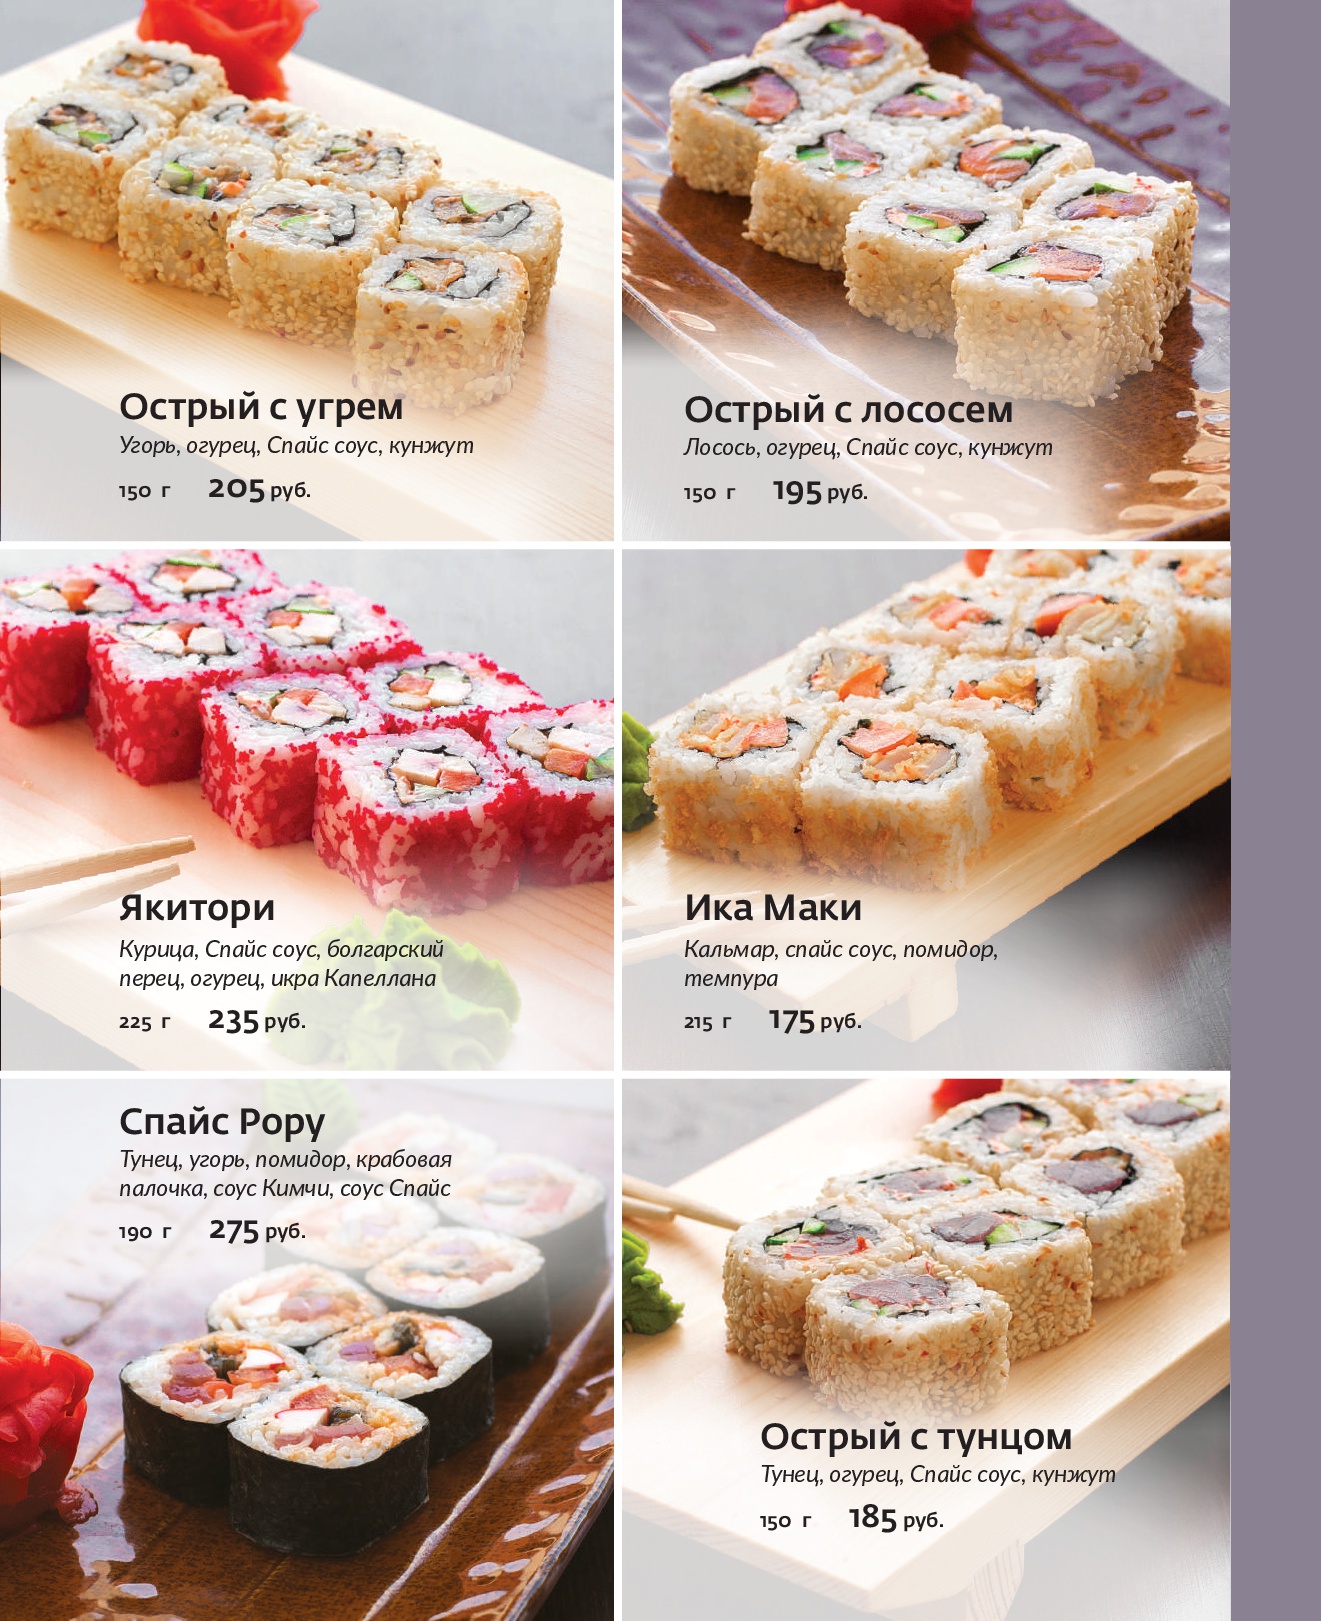 Острый с угрем
Угорь, огурец, Спайс соус, кунжут
150 г 205 руб.
Острый с лососем
Лосось, огурец, Спайс соус, кунжут
150 г 195 руб.
Якитори
Курица, Спайс соус, болгарский
перец, огурец, икра Капеллана
225 г 235 руб.
Ика Маки
Кальмар, спайс соус, помидор,
темпура
215 г 175 руб.
Спайс Рору
Тунец, угорь, помидор, крабовая
палочка, соус Кимчи, соус Спайс
190 г 275 руб.
Острый с тунцом
Тунец, огурец, Спайс соус, кунжут
150 г 185 руб.